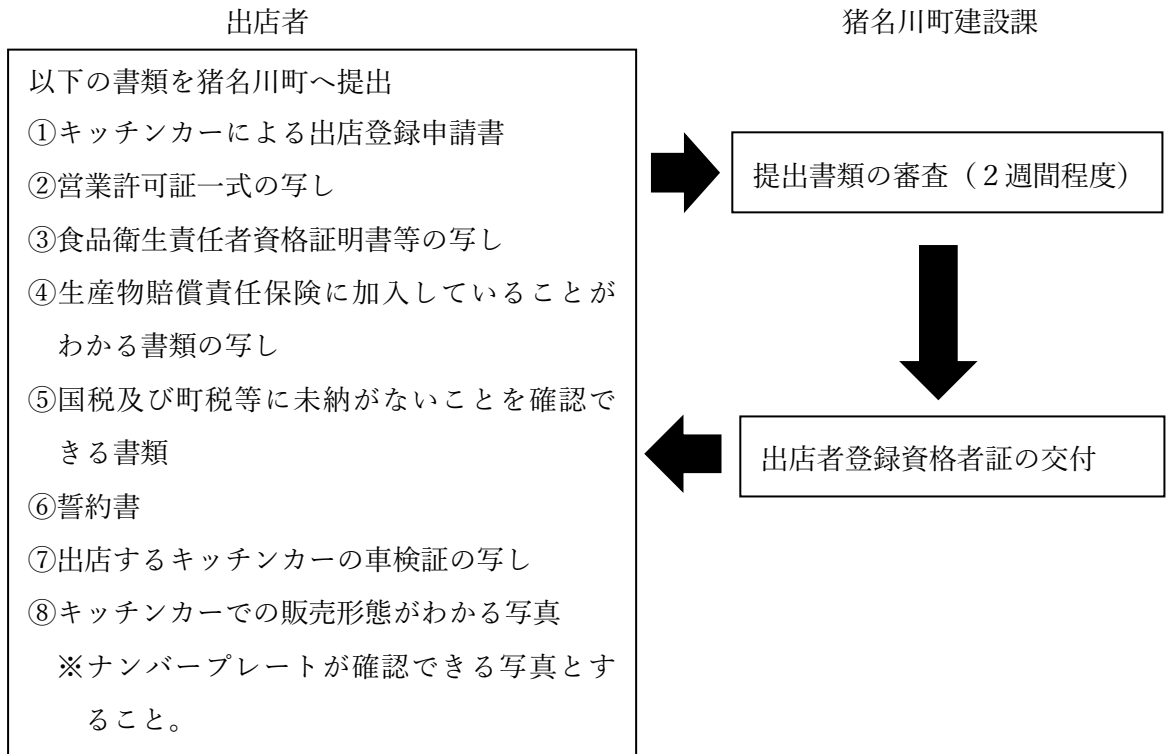 出店者
猪名川町建設課
以下の書類を猪名川町へ提出
①キッチンカーによる出店登録申請書
②営業許可証一式の写し
③食品衛生責任者資格証明書等の写し
④生産物賠償責任保険に加入していることが
わかる書類の写し
⑤国税及び町税等に未納がないことを確認で
きる書類
⑥誓約書
⑦出店するキッチンカーの車検証の写し
⑧キッチンカーでの販売形態がわかる写真
※ナンバープレートが確認できる写真とす
ること。
提出書類の審査（２週間程度）
出店者登録資格者証の交付